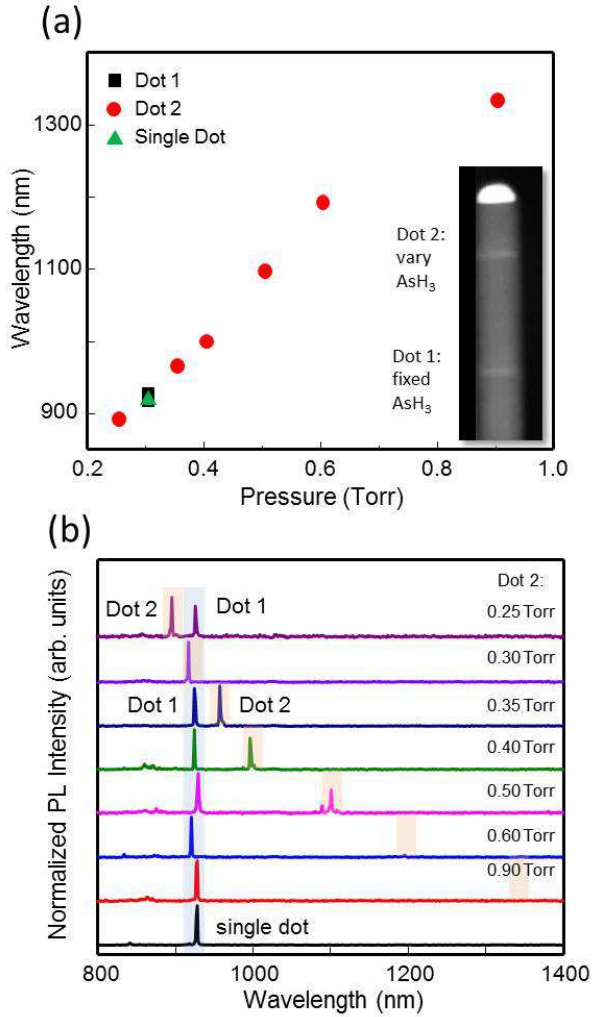 (a)
Dot 1
Dot 2
Single Dot
1300
1100
900
Wavelength (nm)
Dot 2:
vary
AsH₃
Dot 1:
fixed
AsH₃
0.2
0.4
0.6
0.8
1.0
Pressure (Torr)
(b)
Normalized PL Intensity (arb. units)
Dot 2:
Dot 2
Dot 1
0.25 Torr
0.30 Torr
Dot 1
Dot 2
0.35 Torr
0.40 Torr
0.50 Torr
0.60 Torr
0.90 Torr
single dot
800
1000
1200
1400
Wavelength (nm)